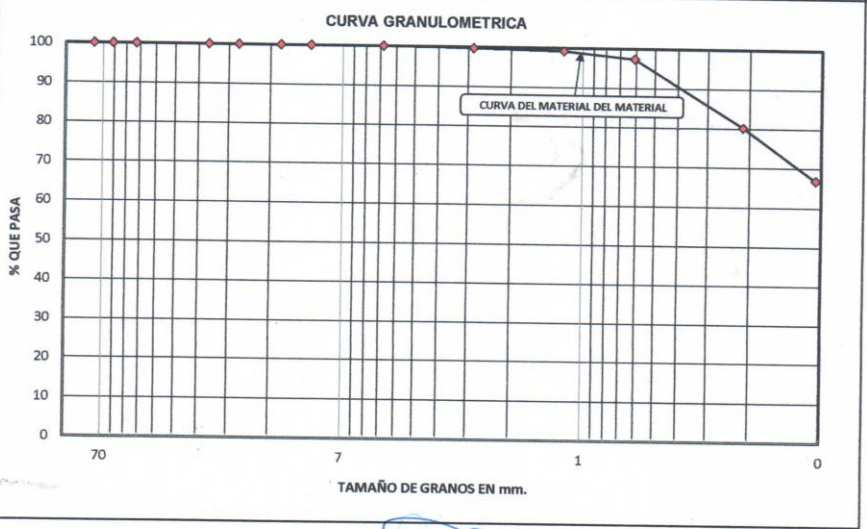 CURVA GRANULOMETRICA
100
90
80
70
60
50
40
30
20
10
0
% QUE PASA
CURVA DEL MATERIAL DEL MATERIAL
70 7 1 0
TAMAÑO DE GRANOS EN mm.